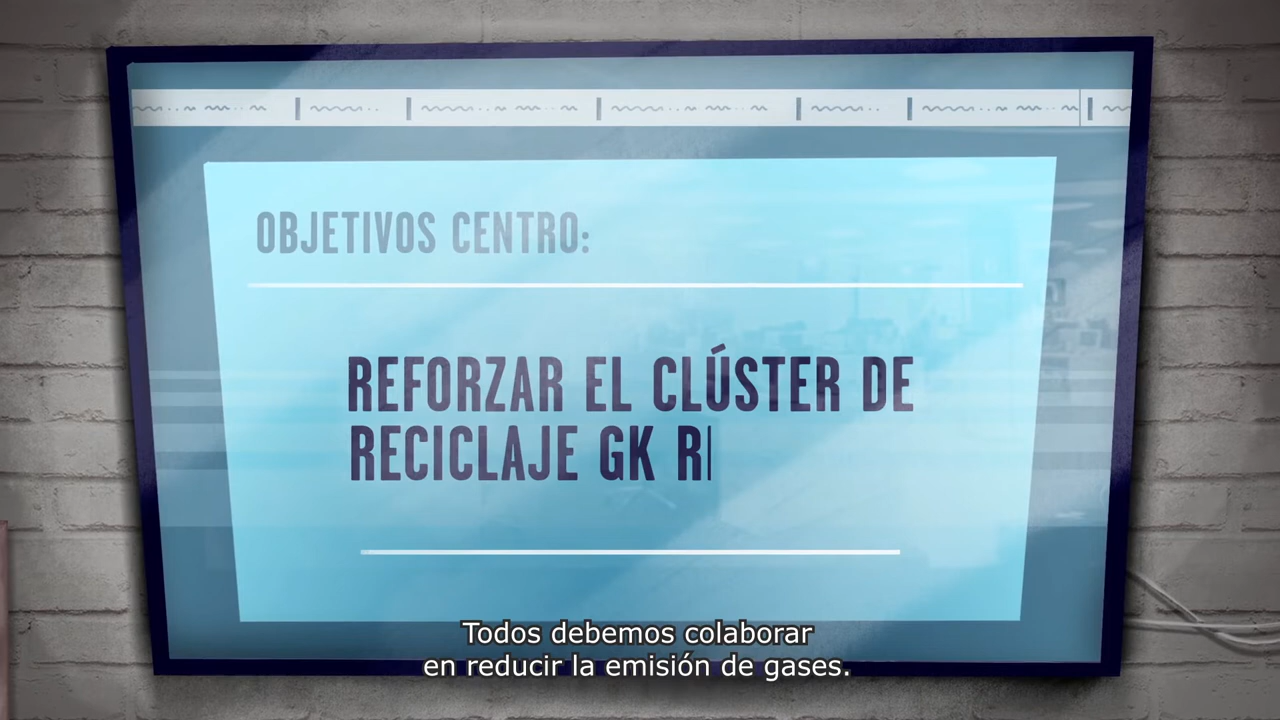 OBJETIVOS CENTRO:
REFORZAR EL CLÚSTER DE
RECICLAJE GK R
Todos debemos colaborar
en reducir la emisión de gases.